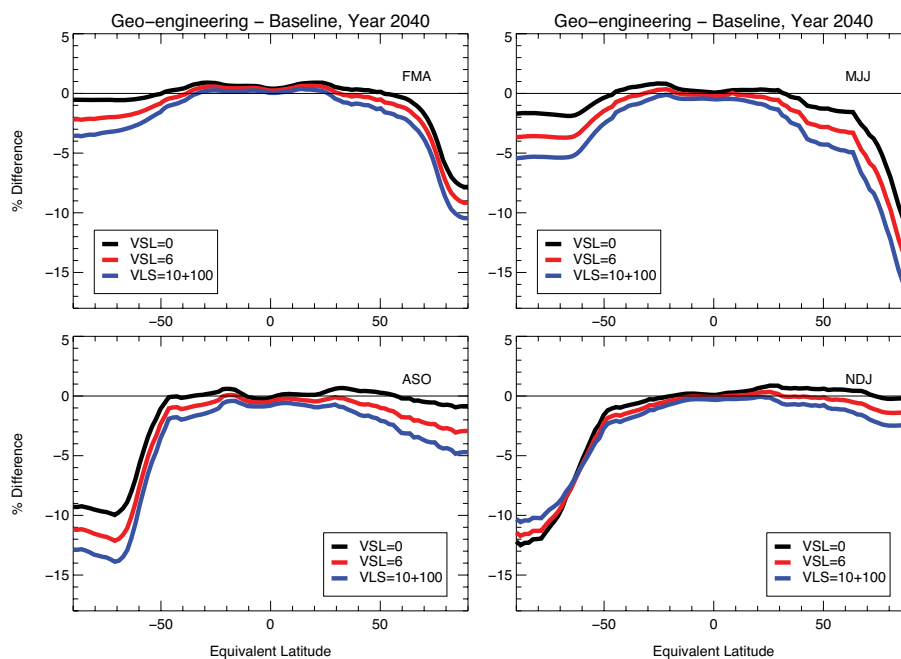 Geo-engineering – Baseline, Year 2040
Geo-engineering – Baseline, Year 2040
5
0
−5
−10
−15
% Difference
FMA
VSL=0
VSL=6
VLS=10+100
−50
0
50
5
0
−5
−10
−15
% Difference
MJJ
VSL=0
VSL=6
VLS=10+100
−50
0
50
5
0
−5
−10
−15
% Difference
ASO
VSL=0
VSL=6
VLS=10+100
−50
0
50
Equivalent Latitude
5
0
−5
−10
−15
% Difference
NDJ
VSL=0
VSL=6
VLS=10+100
−50
0
50
Equivalent Latitude